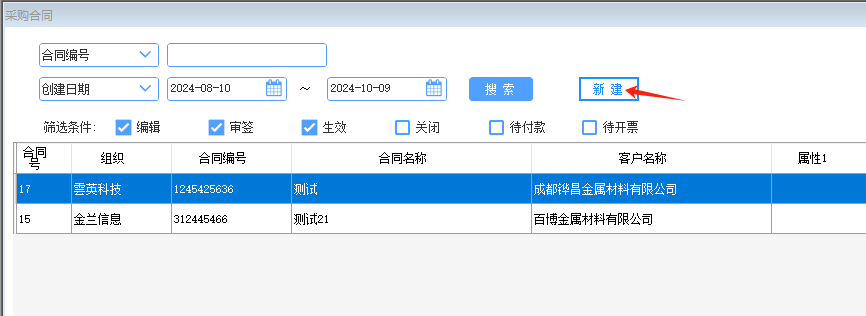 采购合同
合同编号
创建日期 2024-08-10 ~ 2024-10-09 搜 索 新 建
筛选条件: 编辑 审签 生效 关闭 待付款 待开票
合同号 组织 合同编号 合同名称 客户名称 属性1
17 雲英科技 1245425636 测试 成都铧昌金属材料有限公司
15 金兰信息 312445466 测试21 百博金属材料有限公司